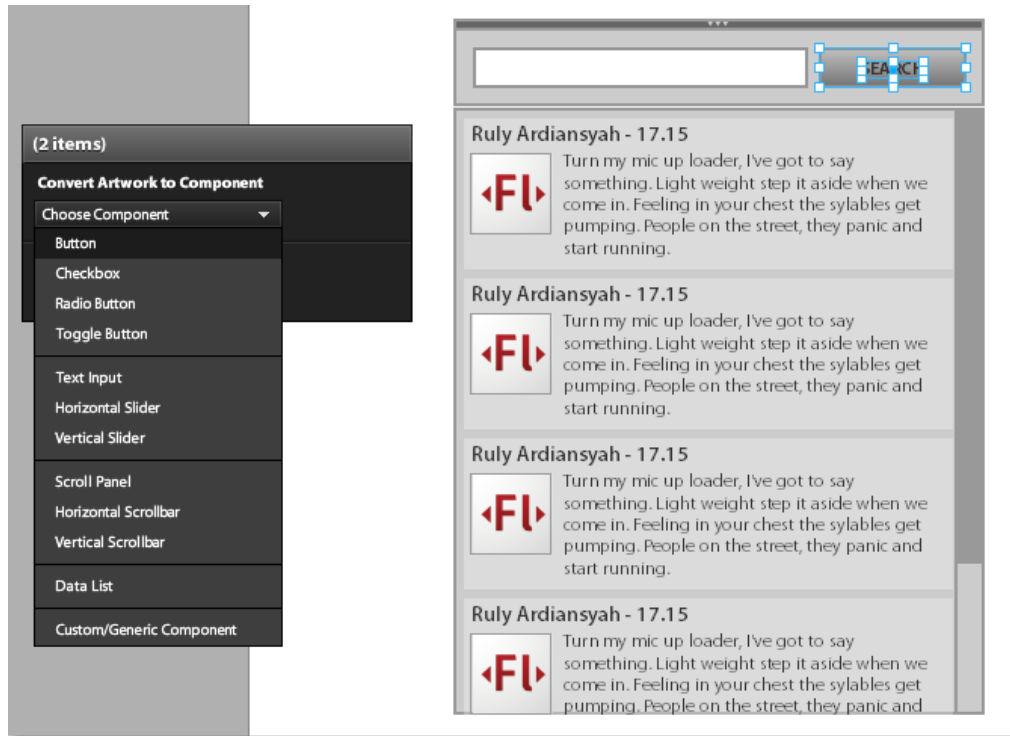 (2 items)
Convert Artwork to Component
Choose Component
Button
Checkbox
Radio Button
Toggle Button
Text Input
Horizontal Slider
Vertical Slider
Scroll Panel
Horizontal Scrollbar
Vertical Scrollbar
Data List
Custom/Generic Component
SEARCH
Ruly Ardiansyah - 17.15
Fl
Turn my mic up loader, I've got to say
something. Light weight step it aside when we
come in. Feeling in your chest the sylables get
pumping. People on the street, they panic and
start running.
Ruly Ardiansyah - 17.15
Fl
Turn my mic up loader, I've got to say
something. Light weight step it aside when we
come in. Feeling in your chest the sylables get
pumping. People on the street, they panic and
start running.
Ruly Ardiansyah - 17.15
Fl
Turn my mic up loader, I've got to say
something. Light weight step it aside when we
come in. Feeling in your chest the sylables get
pumping. People on the street, they panic and
start running.
Ruly Ardiansyah - 17.15
Fl
Turn my mic up loader, I've got to say
something. Light weight step it aside when we
come in. Feeling in your chest the sylables get
pumping. People on the street, they panic and